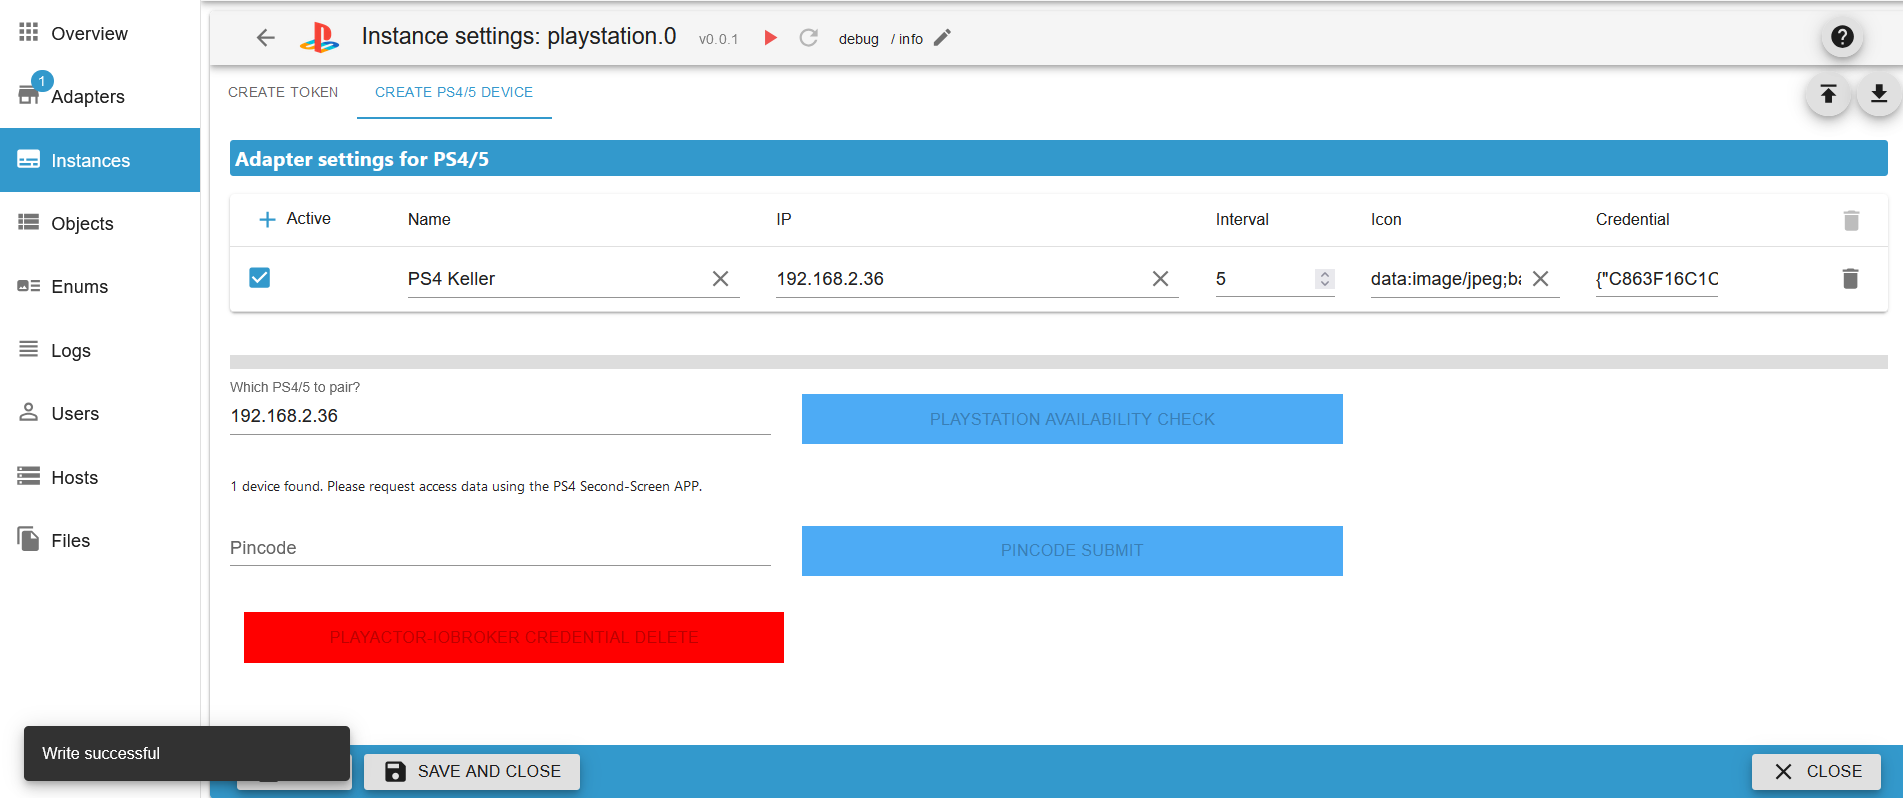 Overview
1
Adapters
Instances
Objects
Enums
Logs
Users
Hosts
Files
Instance settings: playstation.0
v0.0.1
debug / info
CREATE TOKEN
CREATE PS4/5 DEVICE
Adapter settings for PS4/5
Active Name IP Interval Icon Credential
PS4 Keller 192.168.2.36 5 data:image/jpeg;ba {"C863F16C1C
Which PS4/5 to pair?
192.168.2.36
PLAYSTATION AVAILABILITY CHECK
1 device found. Please request access data using the PS4 Second-Screen APP.
Pincode
PINCODE SUBMIT
PLAYACTOR-IOBROKER CREDENTIAL DELETE
Write successful
SAVE AND CLOSE
CLOSE